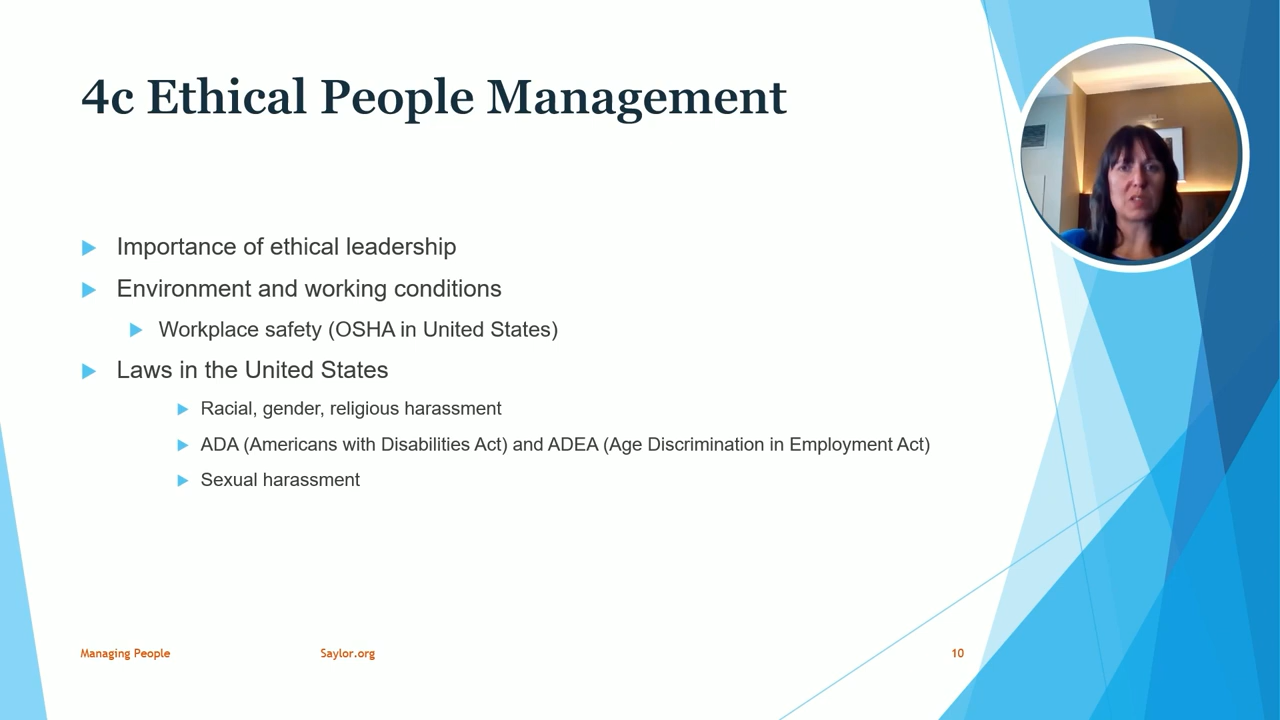 4c Ethical People Management
Importance of ethical leadership
Environment and working conditions
Workplace safety (OSHA in United States)
Laws in the United States
Racial, gender, religious harassment
ADA (Americans with Disabilities Act) and ADEA (Age Discrimination in Employment Act)
Sexual harassment
Managing People
Saylor.org
10